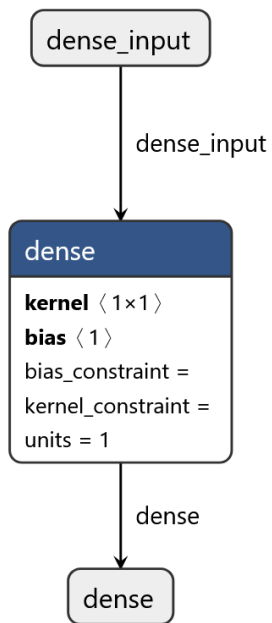 dense_input
dense_input
dense
kernel〈1×1〉
bias〈1〉
bias_constraint =
kernel_constraint =
units = 1
dense
dense